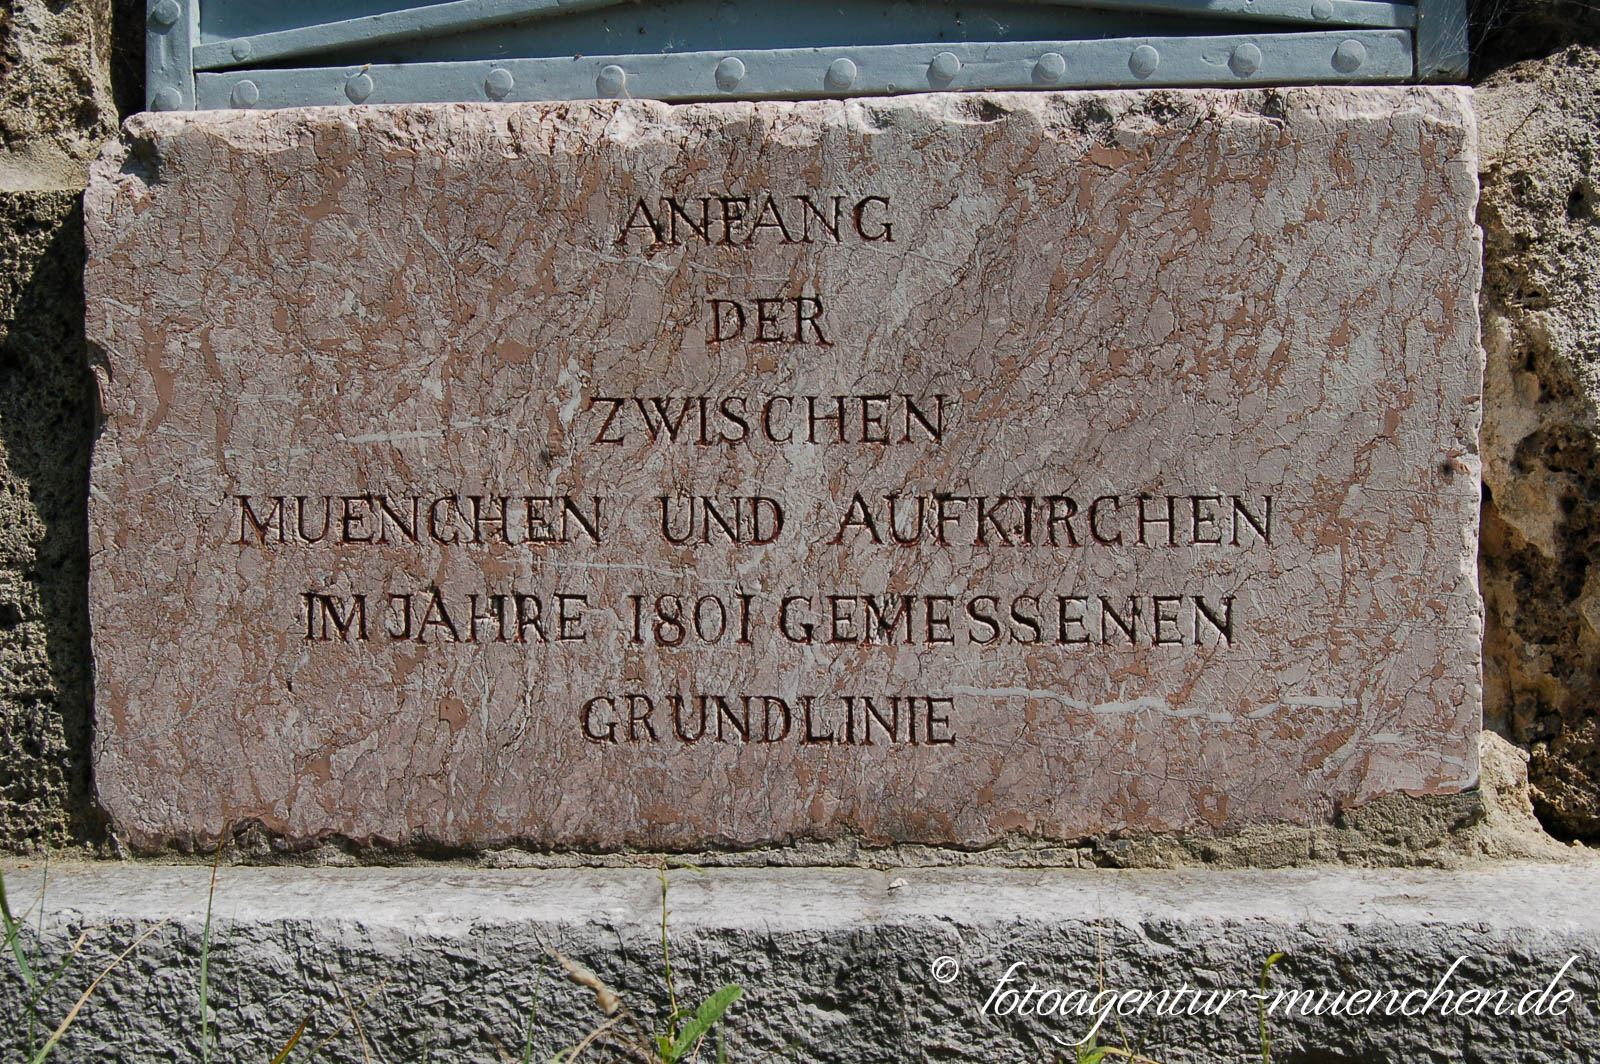 ANFANG
DER
ZWISCHEN
MUENCHEN UND AUFKIRCHEN
IM JAHRE 1801 GEMESSENEN
GRUNDLINIE
© fotoagentur-muenchen.de